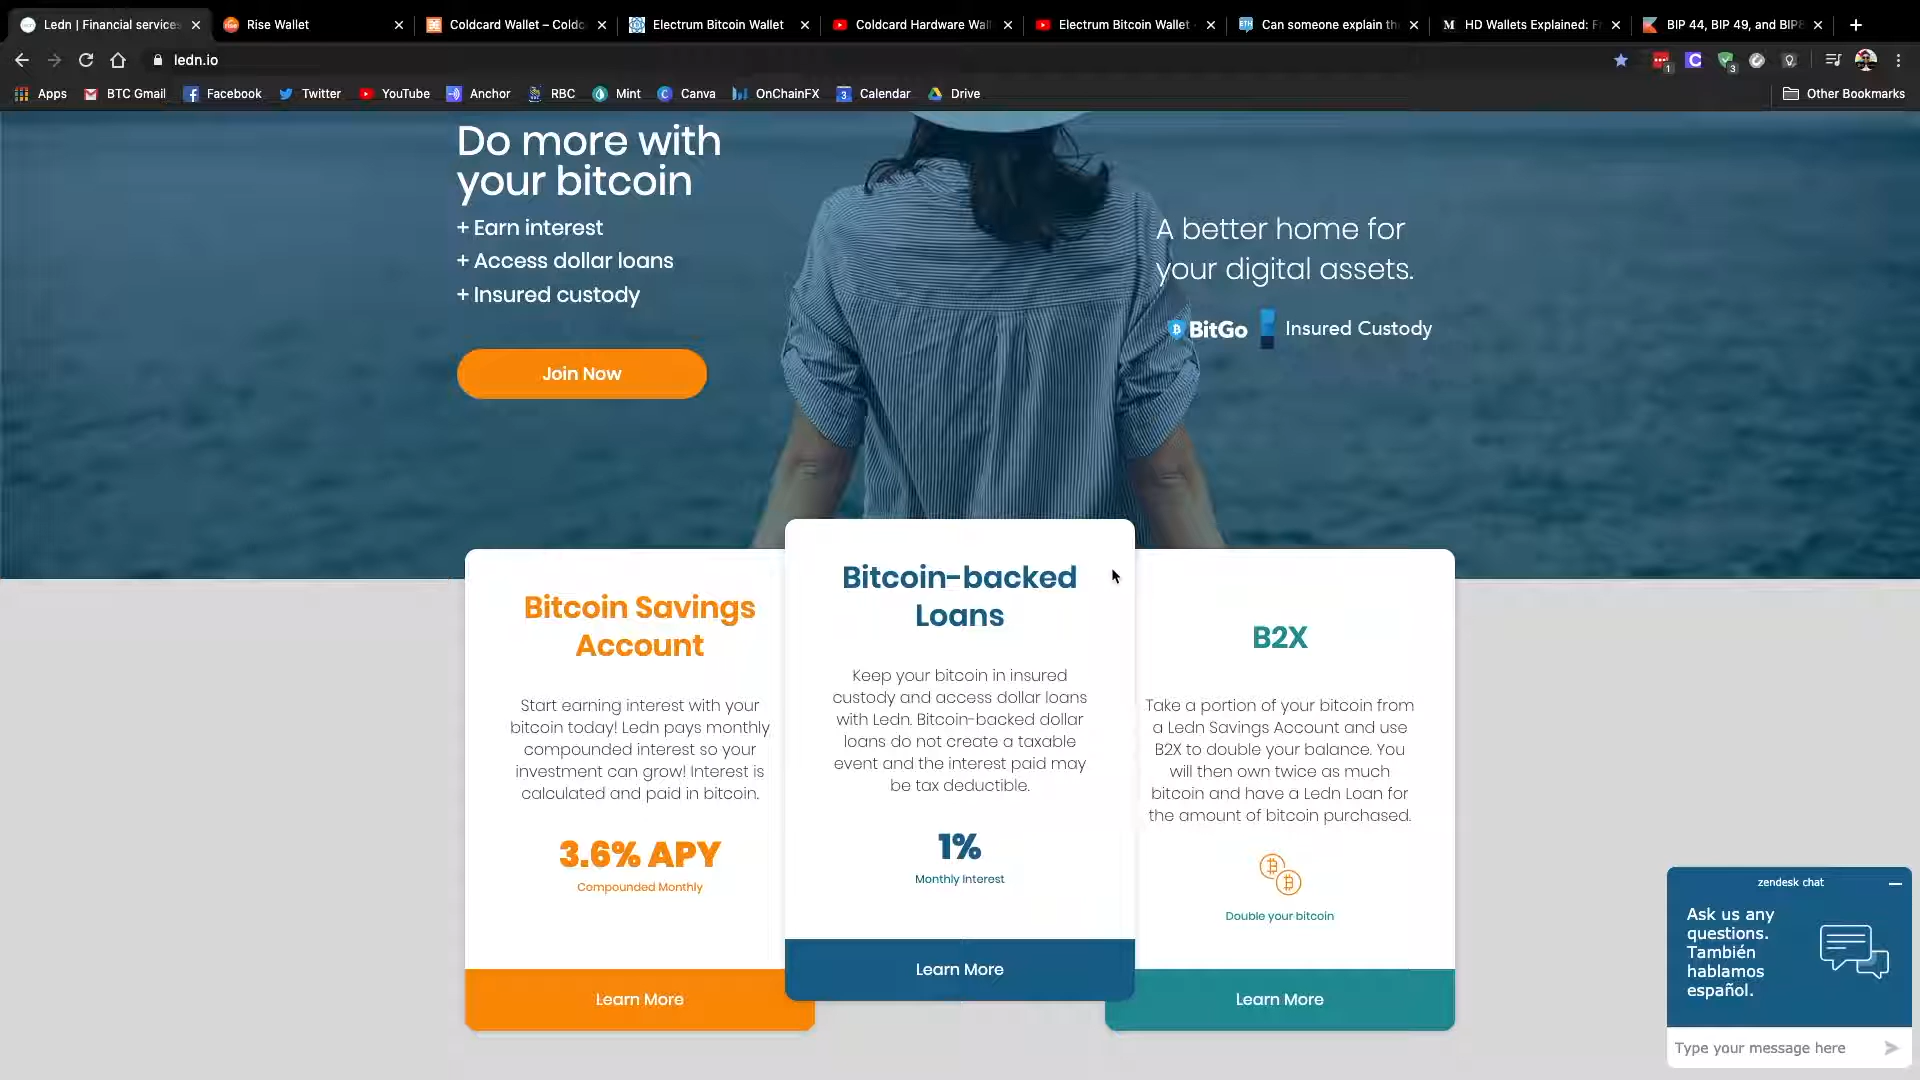 Ledn | Financial services
Rise Wallet
Coldcard Wallet – Coldc
Electrum Bitcoin Wallet
Coldcard Hardware Wal
Electrum Bitcoin Wallet
Can someone explain th
HD Wallets Explained: Fr
BIP 44, BIP 49, and BIP8
ledn.io
Apps
BTC Gmail
Facebook
Twitter
YouTube
Anchor
RBC
Mint
Canva
OnChainFX
Calendar
Drive
Other Bookmarks
Do more with
your bitcoin
+ Earn interest
+ Access dollar loans
+ Insured custody
Join Now
A better home for
your digital assets.
BitGo
Insured Custody
Bitcoin Savings
Account
Start earning interest with your
bitcoin today! Ledn pays monthly
compounded interest so your
investment can grow! Interest is
calculated and paid in bitcoin.
3.6% APY
Compounded Monthly
Learn More
Bitcoin-backed
Loans
Keep your bitcoin in insured
custody and access dollar loans
with Ledn. Bitcoin-backed dollar
loans do not create a taxable
event and the interest paid may
be tax deductible.
1%
Monthly Interest
Learn More
B2X
Take a portion of your bitcoin from
a Ledn Savings Account and use
B2X to double your balance. You
will then own twice as much
bitcoin and have a Ledn Loan for
the amount of bitcoin purchased.
Double your bitcoin
Learn More
zendesk chat
Ask us any
questions.
También
hablamos
español.
Type your message here